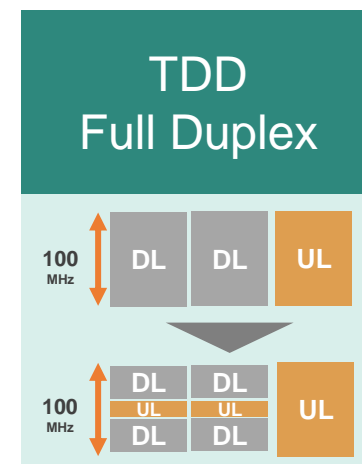 TDD
Full Duplex
100 MHz
DL DL UL
100 MHz
DL DL
UL UL UL
DL DL